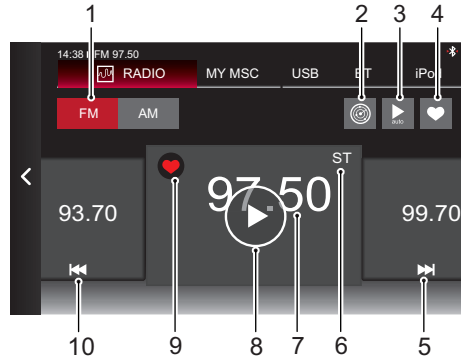 1 2 3 4
14:38 FM 97.50
RADIO MY MSC USB BT iPod
FM AM auto
ST
93.70 97.50 99.70
10 9 8 7 6 5